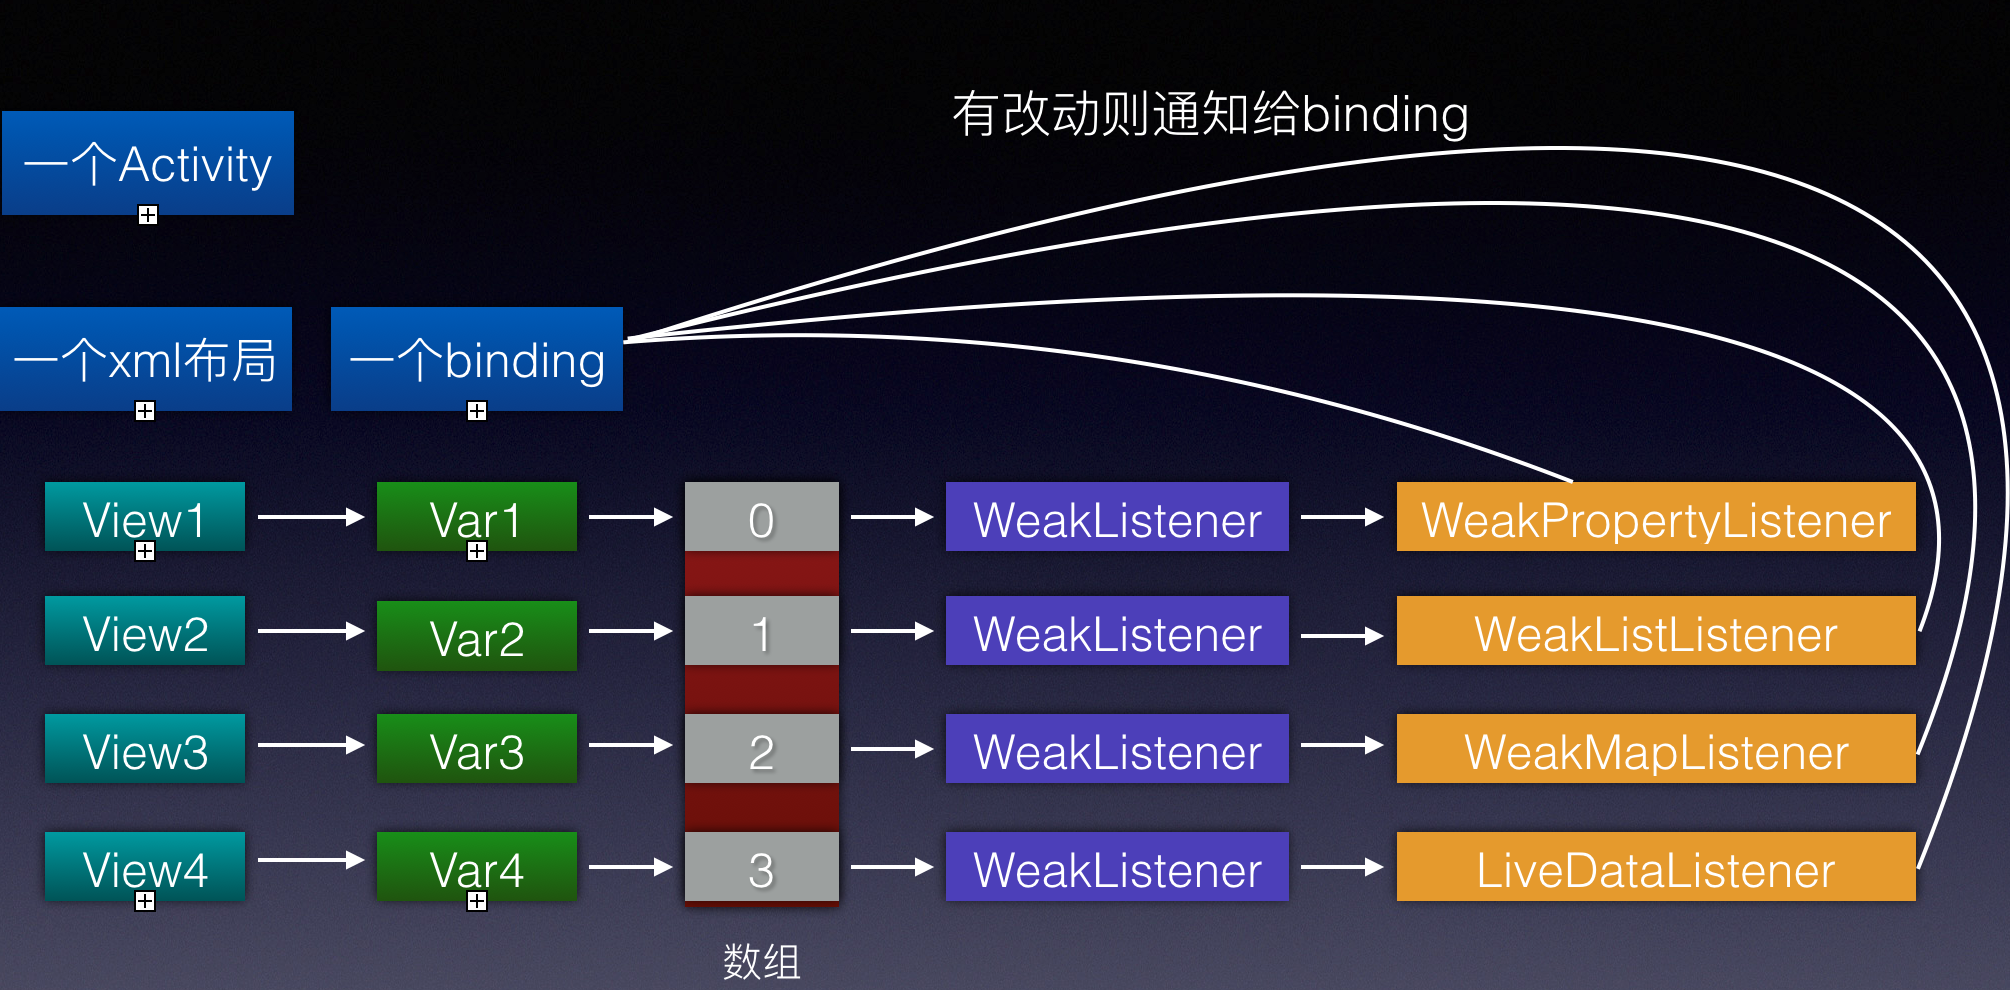 有改动则通知给binding
一个Activity
一个xml布局
一个binding
View1
Var1
0
WeakListener
WeakPropertyListener
View2
Var2
1
WeakListener
WeakListListener
View3
Var3
2
WeakListener
WeakMapListener
View4
Var4
3
WeakListener
LiveDataListener
数组